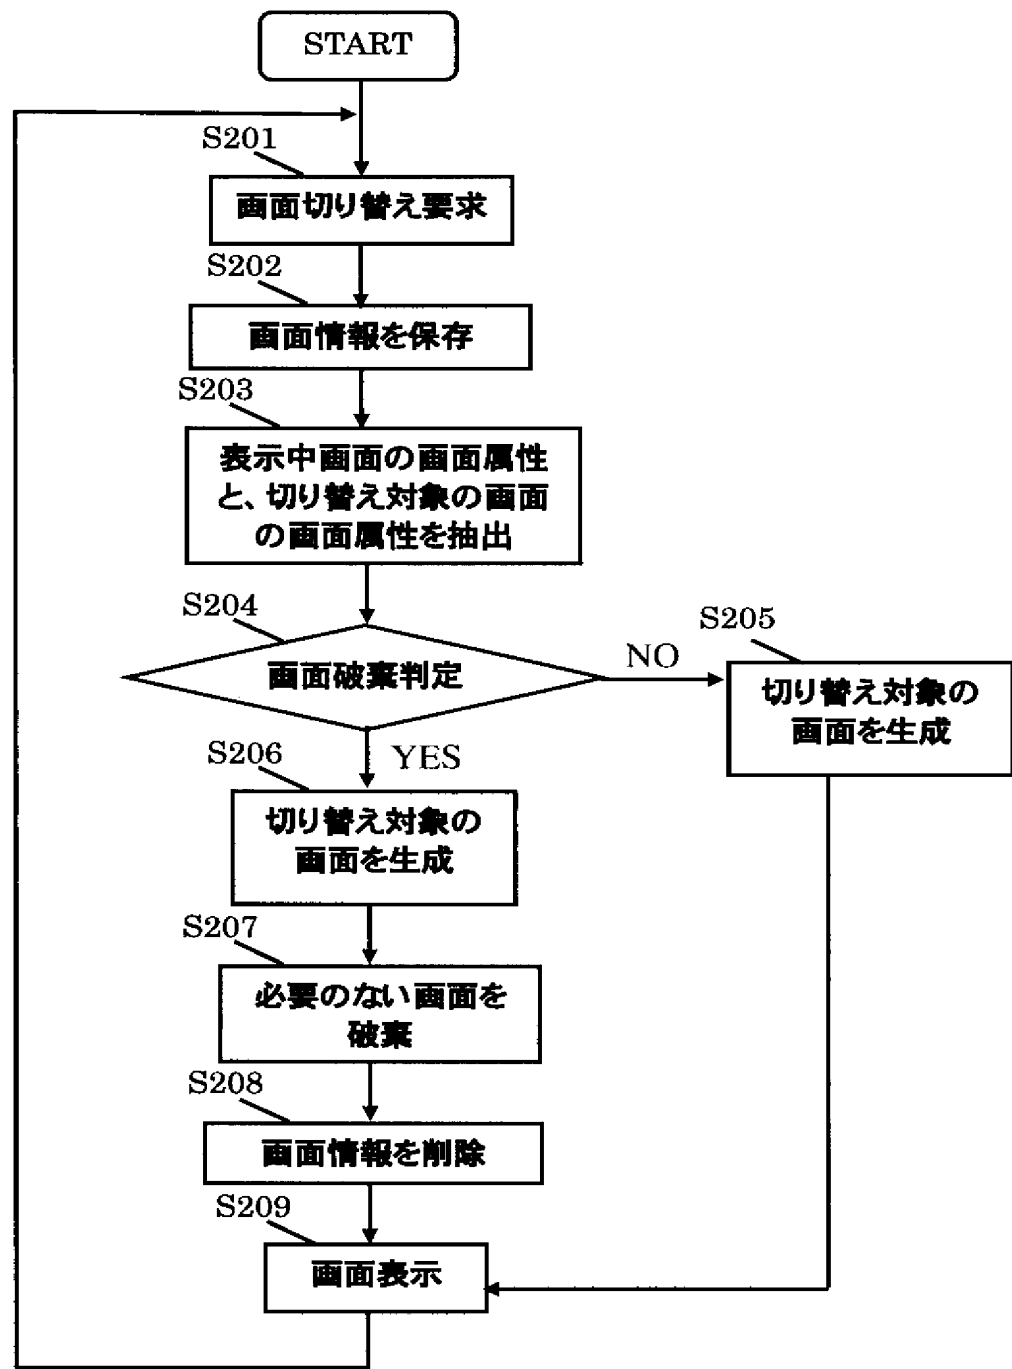 START
S201
画面切り替え要求
S202
画面情報を保存
S203
表示中画面の画面属性
と、切り替え対象の画面
の画面属性を抽出
S204
画面破棄判定
NO
S205
切り替え対象の
画面を生成
YES
S206
切り替え対象の
画面を生成
S207
必要のない画面を
破棄
S208
画面情報を削除
S209
画面表示